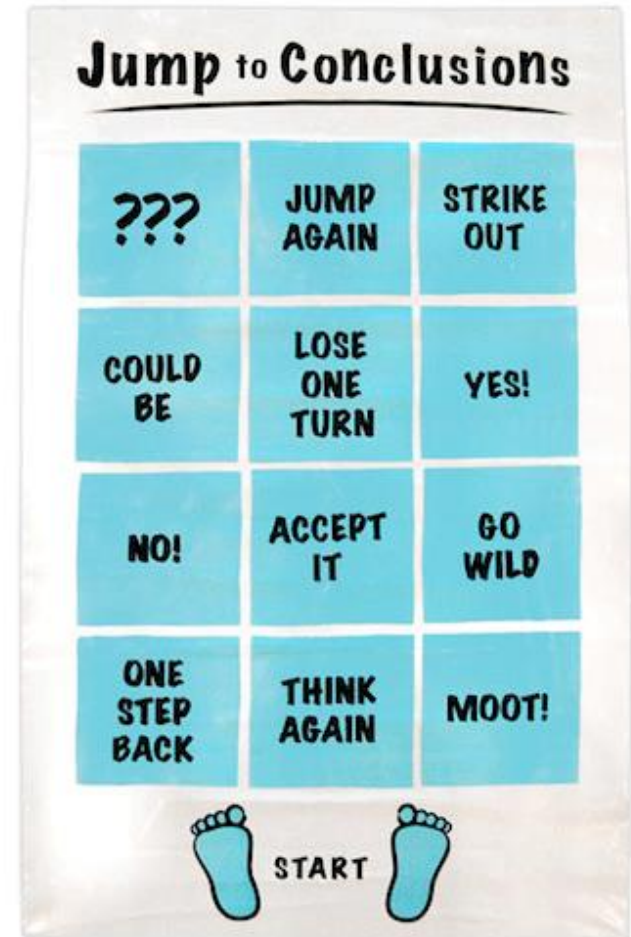 Jump to Conclusions
???
JUMP
AGAIN
STRIKE
OUT
COULD
BE
LOSE
ONE
TURN
YES!
NO!
ACCEPT
IT
GO
WILD
ONE
STEP
BACK
THINK
AGAIN
MOOT!
START